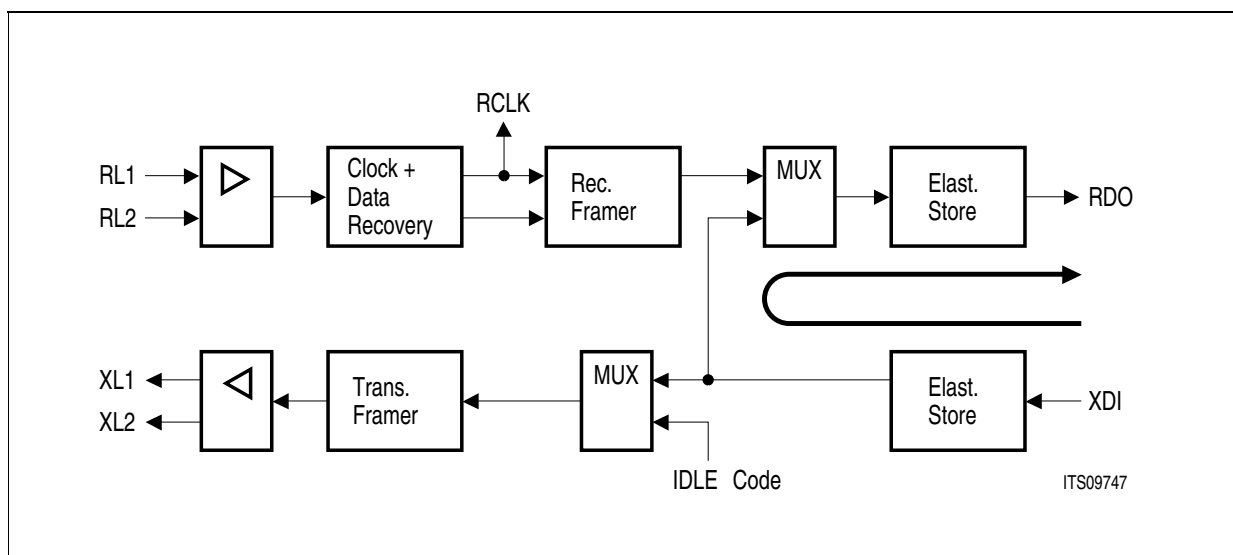 RCLK
RL1
RL2
Clock +
Data
Recovery
Rec.
Framer
MUX
Elast.
Store
RDO
XL1
XL2
Trans.
Framer
MUX
IDLE Code
Elast.
Store
XDI
ITS09747